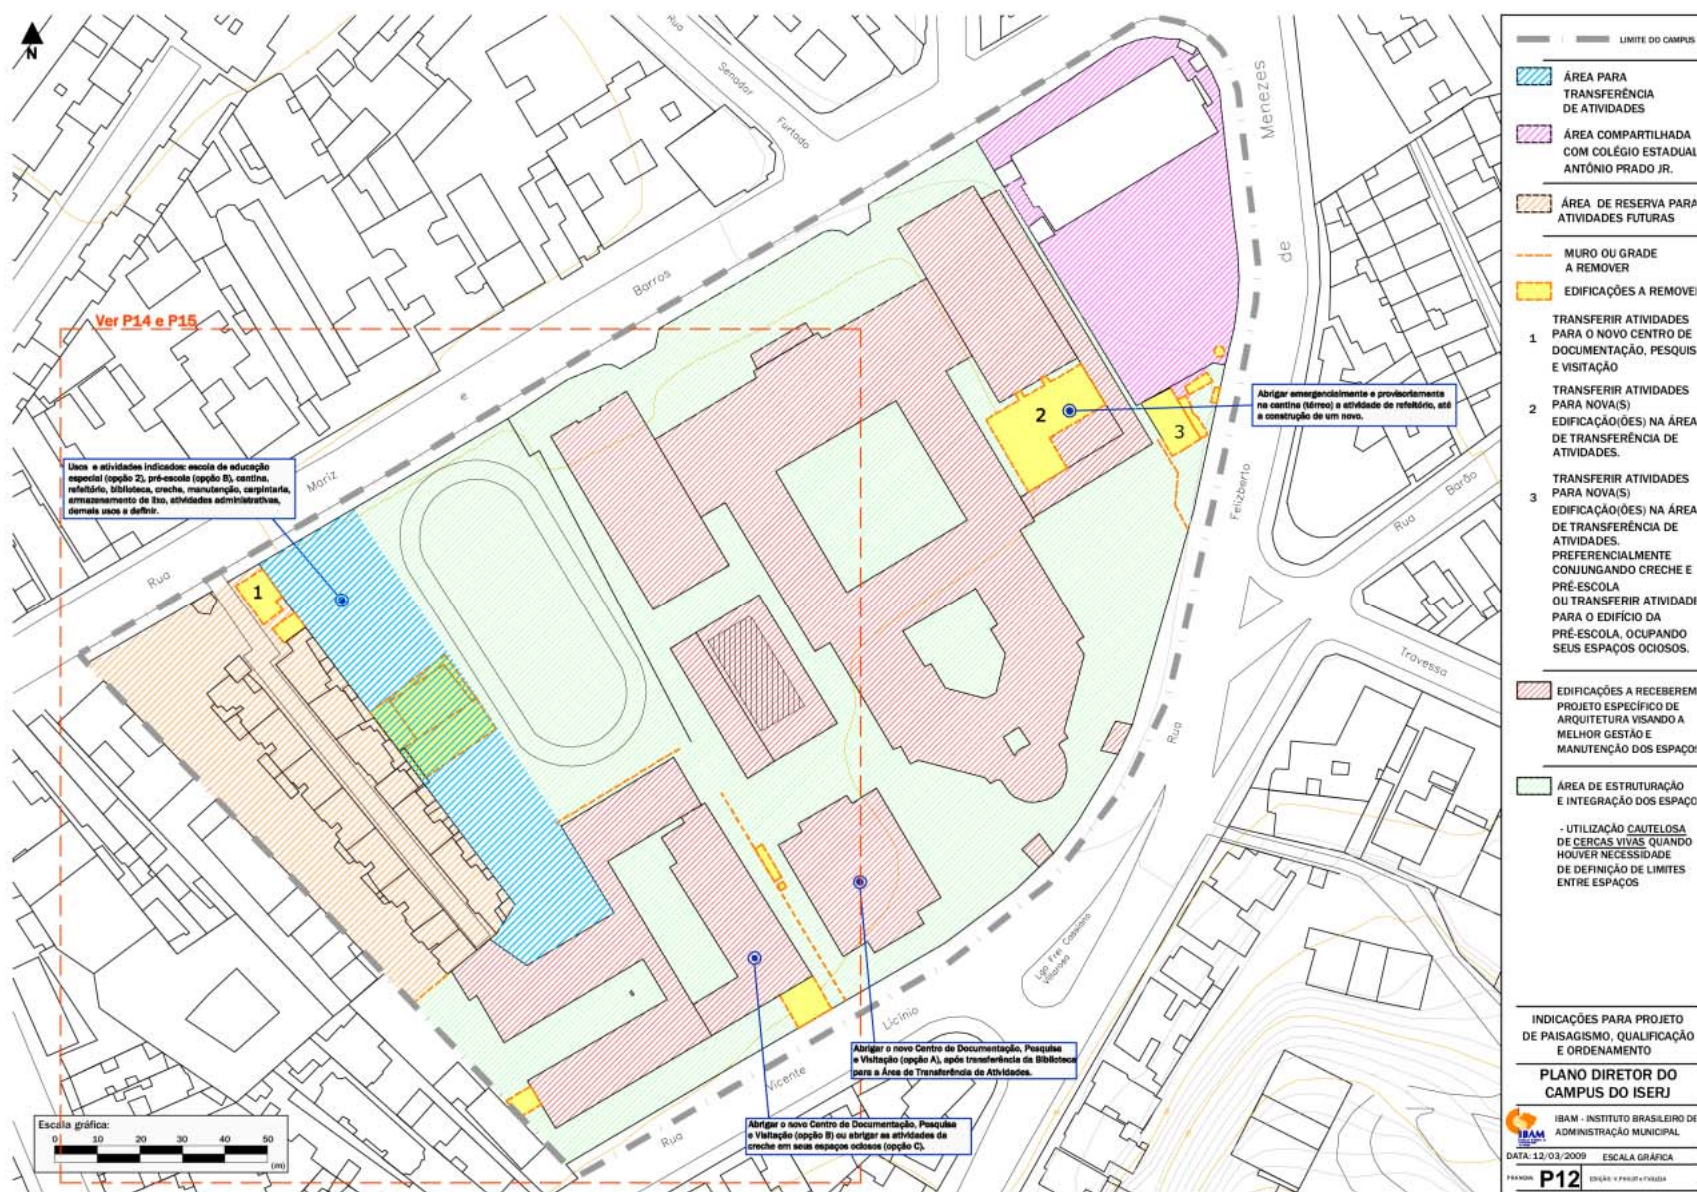 N
Rua
Senador
Furtado
Menezes
de
Barros
e
Mariz
Rua
Felizberto
Rua
Barão
Rua
Travessa
Lgo Frei Cassiano
Villarosa
Licínio
Vicente
Rua
Ver P14 e P15
Usos e atividades indicados: escola de educação
especial (opção 2), pré-escola (opção B), cantina,
refeitório, biblioteca, creche, manutenção, carpintaria,
armazenamento de lixo, atividades administrativas,
demais usos a definir.
1
2
3
Abrigar emergencialmente e provisoriamente
na cantina (térreo) a atividade de refeitório, até
a construção de um novo.
Abrigar o novo Centro de Documentação, Pesquisa
e Visitação (opção A), após transferência da Biblioteca
para a Área de Transferência de Atividades.
Abrigar o novo Centro de Documentação, Pesquisa
e Visitação (opção B) ou abrigar as atividades da
creche em seus espaços ociosos (opção C).
Escala gráfica:
0 10 20 30 40 50
(m)
LIMITE DO CAMPUS
ÁREA PARA
TRANSFERÊNCIA
DE ATIVIDADES
ÁREA COMPARTILHADA
COM COLÉGIO ESTADUAL
ANTÔNIO PRADO JR.
ÁREA DE RESERVA PARA
ATIVIDADES FUTURAS
MURO OU GRADE
A REMOVER
EDIFICAÇÕES A REMOVE
TRANSFERIR ATIVIDADES
1 PARA O NOVO CENTRO DE
DOCUMENTAÇÃO, PESQUIS
E VISITAÇÃO
TRANSFERIR ATIVIDADES
2 PARA NOVA(S)
EDIFICAÇÃO(ÕES) NA ÁREA
DE TRANSFERÊNCIA DE
ATIVIDADES.
TRANSFERIR ATIVIDADES
3 PARA NOVA(S)
EDIFICAÇÃO(ÕES) NA ÁREA
DE TRANSFERÊNCIA DE
ATIVIDADES.
PREFERENCIALMENTE
CONJUNGANDO CRECHE E
PRÉ-ESCOLA
OU TRANSFERIR ATIVIDADE
PARA O EDIFÍCIO DA
PRÉ-ESCOLA, OCUPANDO
SEUS ESPAÇOS OCIOSOS.
EDIFICAÇÕES A RECEBEREM
PROJETO ESPECÍFICO DE
ARQUITETURA VISANDO A
MELHOR GESTÃO E
MANUTENÇÃO DOS ESPAÇOS
ÁREA DE ESTRUTURAÇÃO
E INTEGRAÇÃO DOS ESPAÇO
- UTILIZAÇÃO CAUTELOSA
DE CERCAS VIVAS QUANDO
HOUVER NECESSIDADE
DE DEFINIÇÃO DE LIMITES
ENTRE ESPAÇOS
INDICAÇÕES PARA PROJETO
DE PAISAGISMO, QUALIFICAÇÃO
E ORDENAMENTO
PLANO DIRETOR DO
CAMPUS DO ISERJ
IBAM
IBAM - INSTITUTO BRASILEIRO DE
ADMINISTRAÇÃO MUNICIPAL
DATA: 12/03/2009 ESCALA GRÁFICA
PRANCHA P12